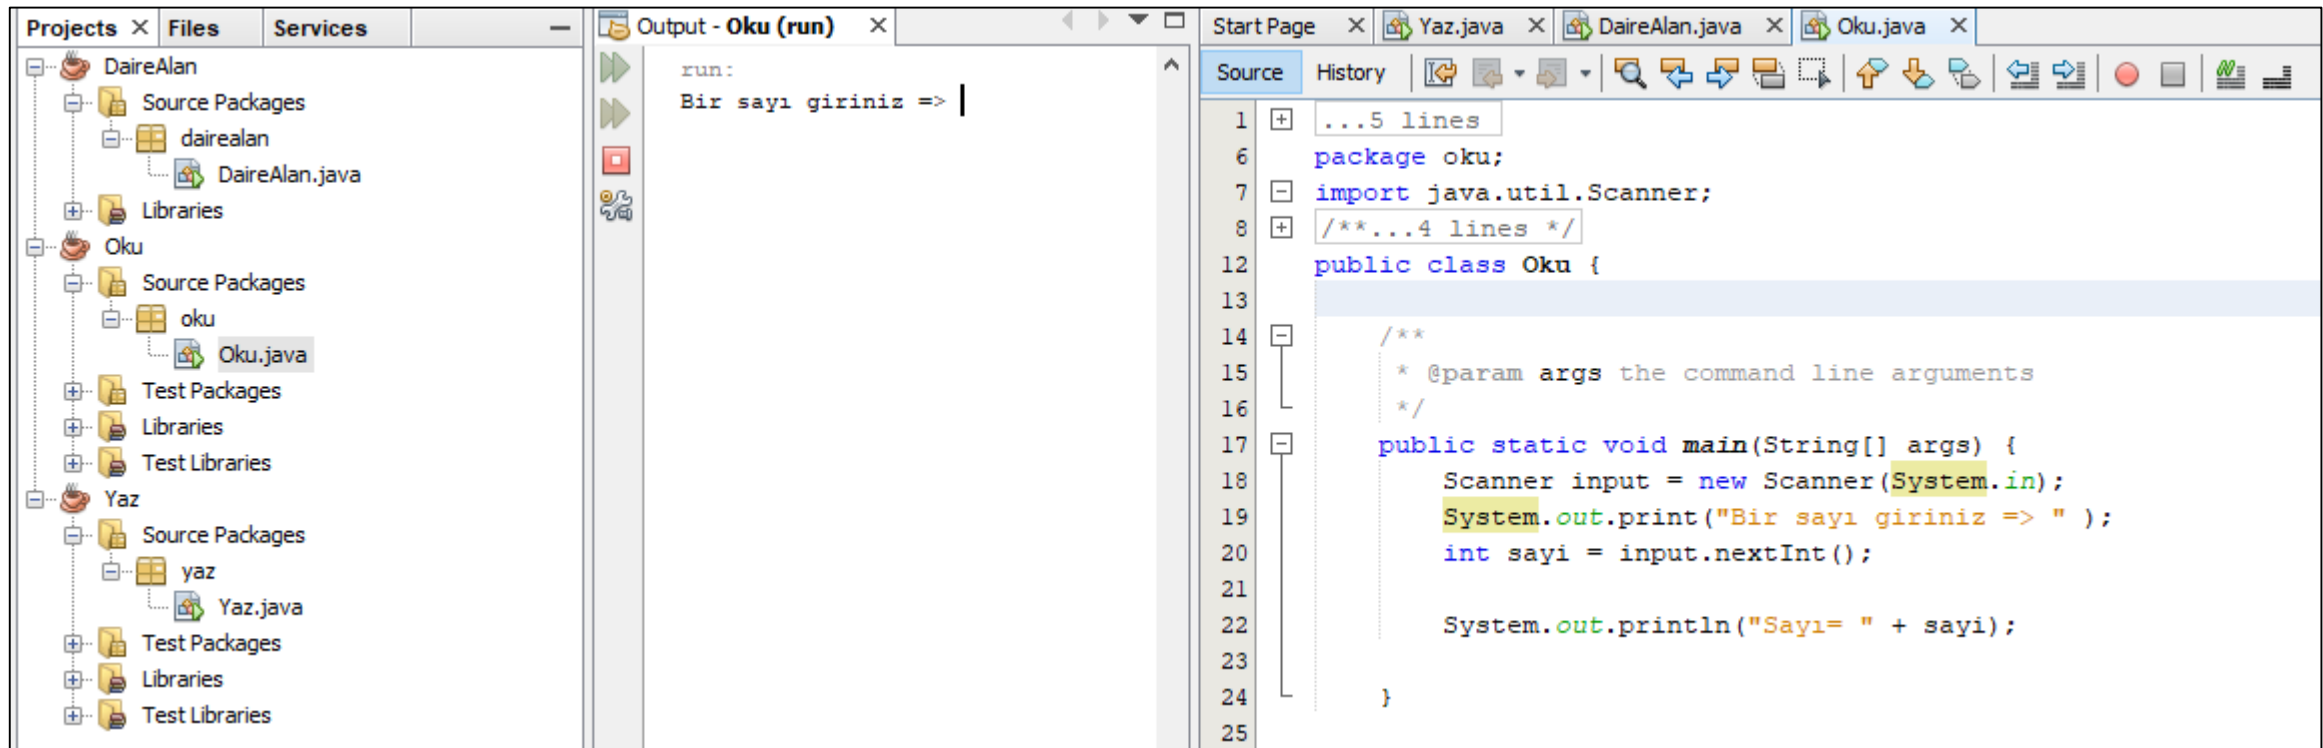 Projects Files Services
DaireAlan
Source Packages
dairealan
DaireAlan.java
Libraries
Oku
Source Packages
oku
Oku.java
Test Packages
Libraries
Test Libraries
Yaz
Source Packages
yaz
Yaz.java
Test Packages
Libraries
Test Libraries
Output - Oku (run)
run:
Bir sayı giriniz =>
Start Page Yaz.java DaireAlan.java Oku.java
Source History
1 ...5 lines
6 package oku;
7 import java.util.Scanner;
8 /**...4 lines */
12 public class Oku {
13
14 /**
15 * @param args the command line arguments
16 */
17 public static void main(String[] args) {
18 Scanner input = new Scanner(System.in);
19 System.out.print("Bir sayı giriniz => " );
20 int sayi = input.nextInt();
21
22 System.out.println("Sayı= " + sayi);
23
24 }
25